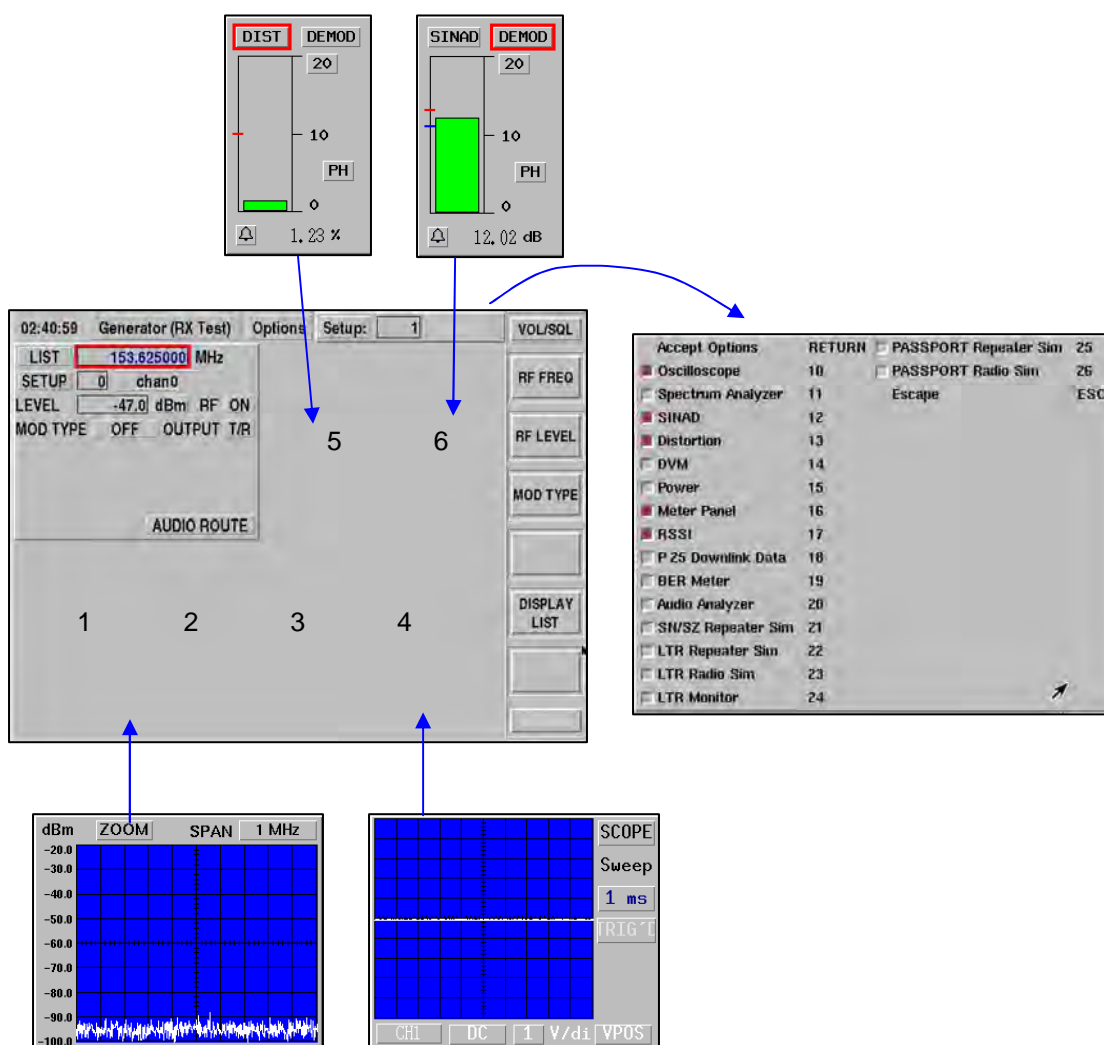 DIST DEMOD
20
10
PH
0
1.23 %
SINAD DEMOD
20
10
PH
0
12.02 dB
02:40:59 Generator (RX Test) Options Setup: 1
LIST 153.625000 MHz
SETUP 0 chan0
LEVEL -47.0 dBm RF ON
MOD TYPE OFF OUTPUT T/R
AUDIO ROUTE
5 6
1 2 3 4
VOL/SQL
RF FREQ
RF LEVEL
MOD TYPE
DISPLAY
LIST
Accept Options RETURN PASSPORT Repeater Sim 25
Oscilloscope 10 PASSPORT Radio Sim 26
Spectrum Analyzer 11 Escape ESC
SINAD 12
Distortion 13
DVM 14
Power 15
Meter Panel 16
RSSI 17
P 25 Downlink Data 18
BER Meter 19
Audio Analyzer 20
SN/SZ Repeater Sim 21
LTR Repeater Sim 22
LTR Radio Sim 23
LTR Monitor 24
dBm ZOOM SPAN 1 MHz
-20.0
-30.0
-40.0
-50.0
-60.0
-70.0
-80.0
-90.0
-100.0
SCOPE
Sweep
1 ms
TRIG'D
CH1 DC 1 V/di VPOS